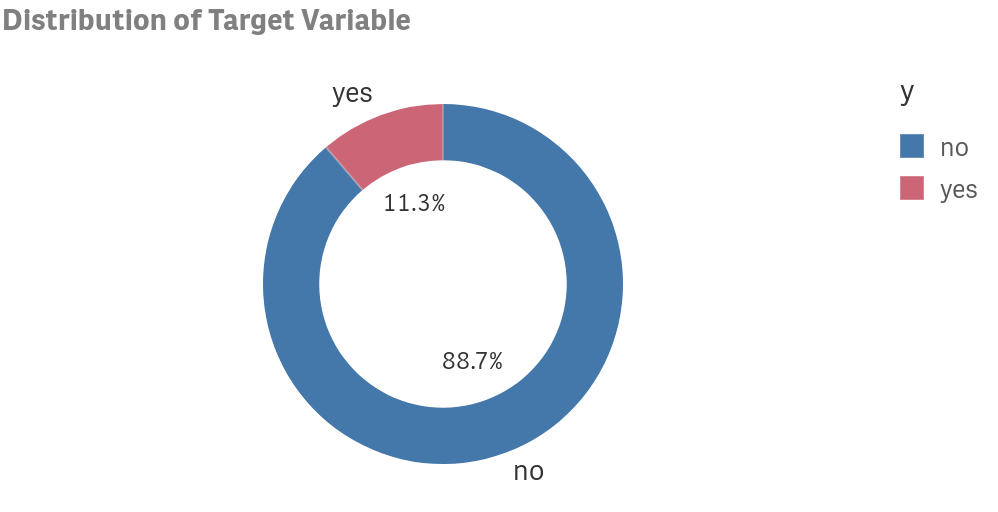 Distribution of Target Variable
yes
11.3%
88.7%
no
y
no
yes